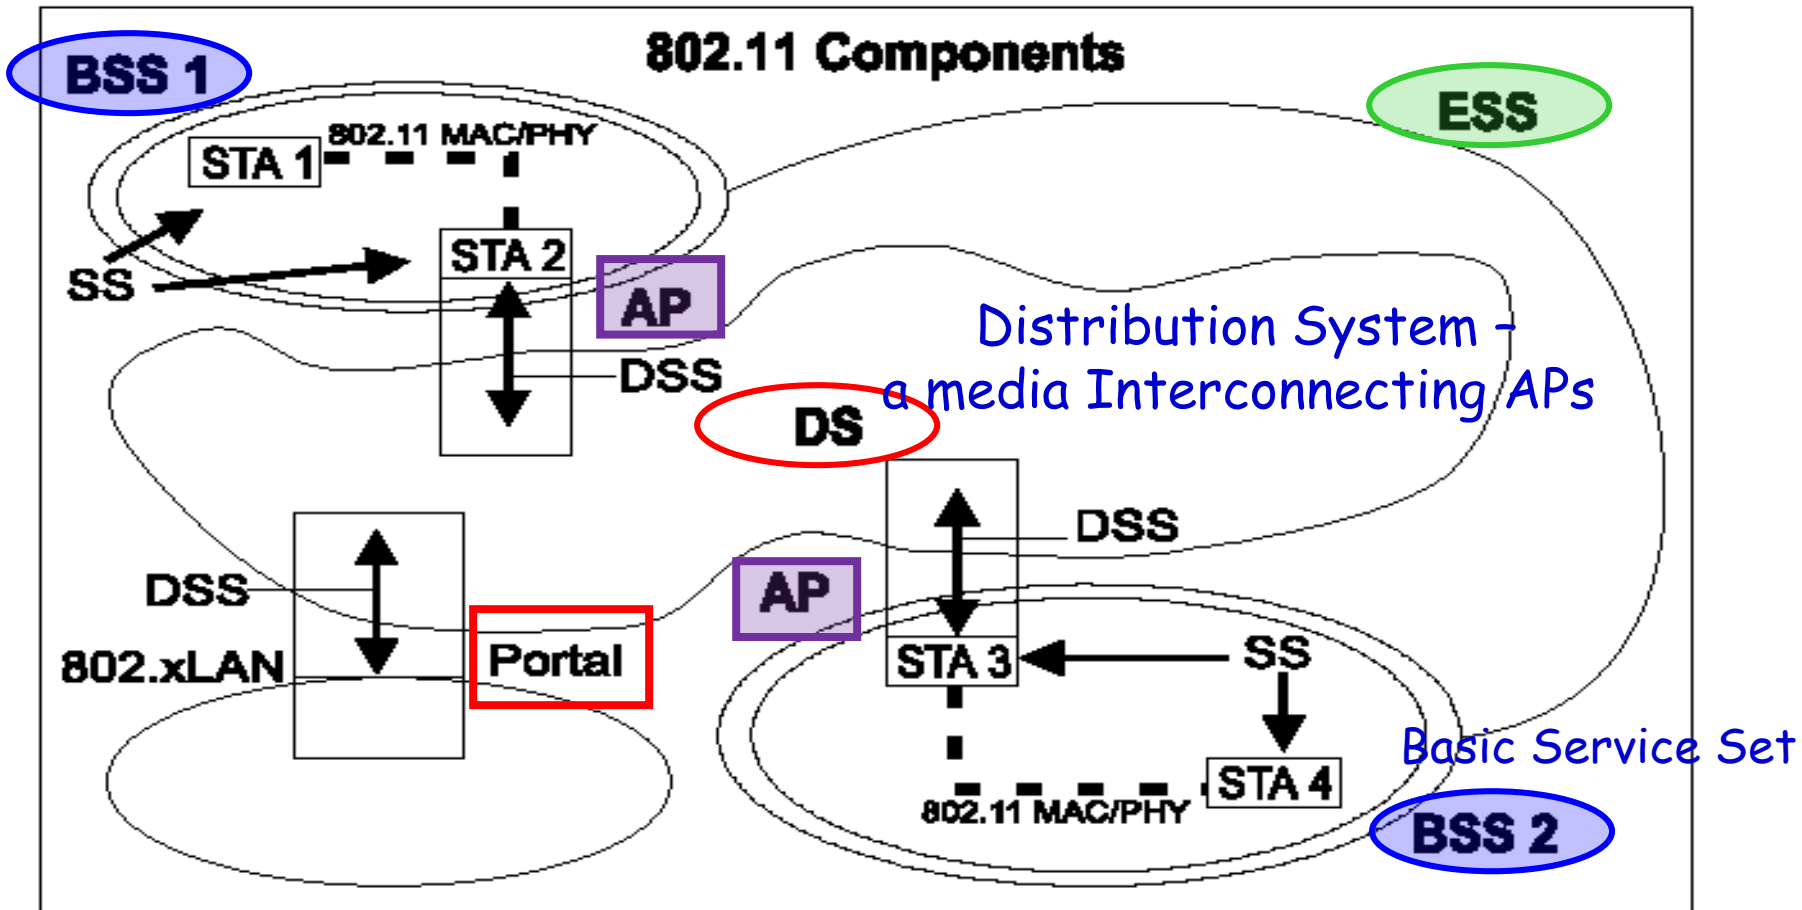 802.11 Components
BSS 1
ESS
802.11 MAC/PHY
STA 1
STA 2
SS
AP
Distribution System -
a media Interconnecting APs
DSS
DS
DSS
DSS
AP
802.xLAN
Portal
STA 3
SS
Basic Service Set
STA 4
802.11 MAC/PHY
BSS 2